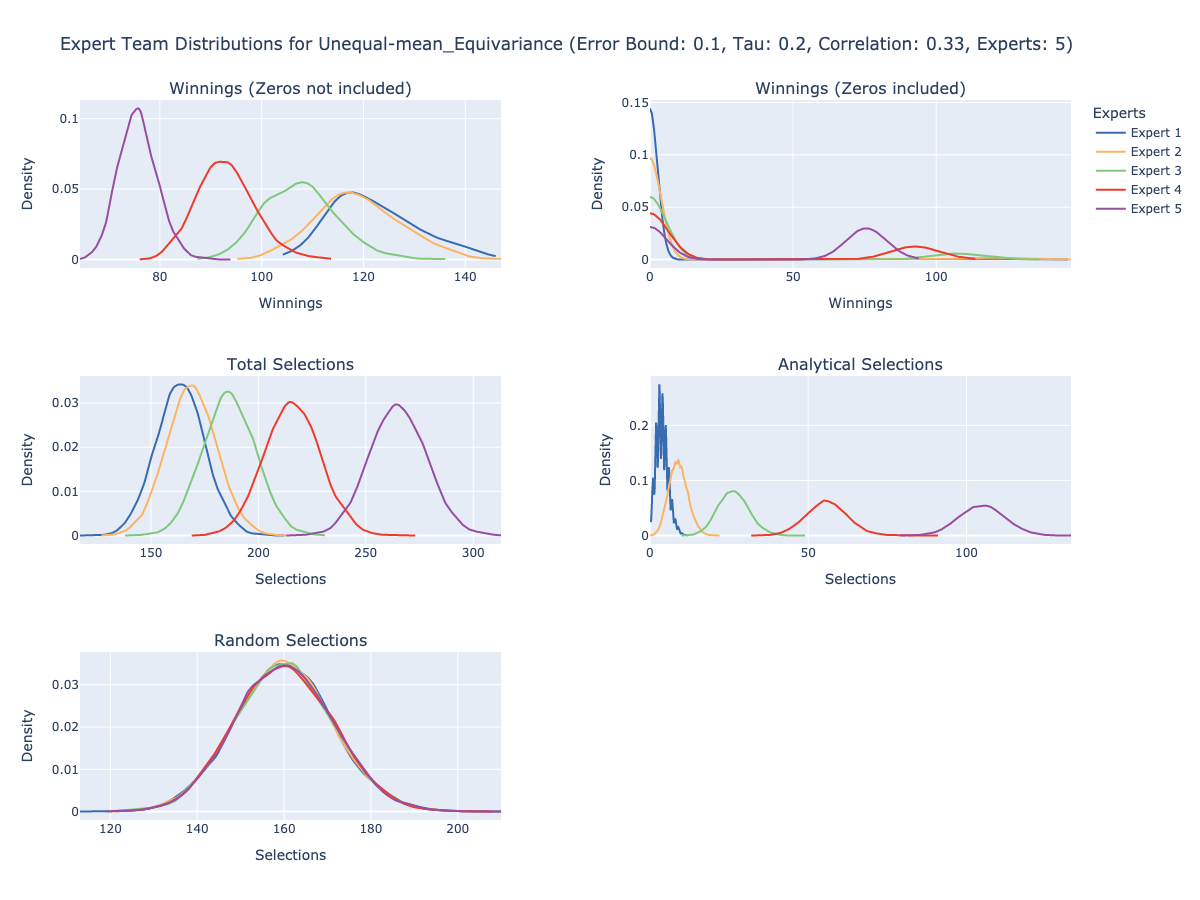 Expert Team Distributions for Unequal-mean_Equivariance (Error Bound: 0.1, Tau: 0.2, Correlation: 0.33, Experts: 5)
Winnings (Zeros not included)
0.1
0.05
0
Density
80 100 120 140
Winnings
Winnings (Zeros included)
0.15
0.1
0.05
0
Density
0 50 100
Winnings
Experts
Expert 1
Expert 2
Expert 3
Expert 4
Expert 5
Total Selections
0.03
0.02
0.01
0
Density
150 200 250 300
Selections
Analytical Selections
0.2
0.1
0
Density
0 50 100
Selections
Random Selections
0.03
0.02
0.01
0
Density
120 140 160 180 200
Selections